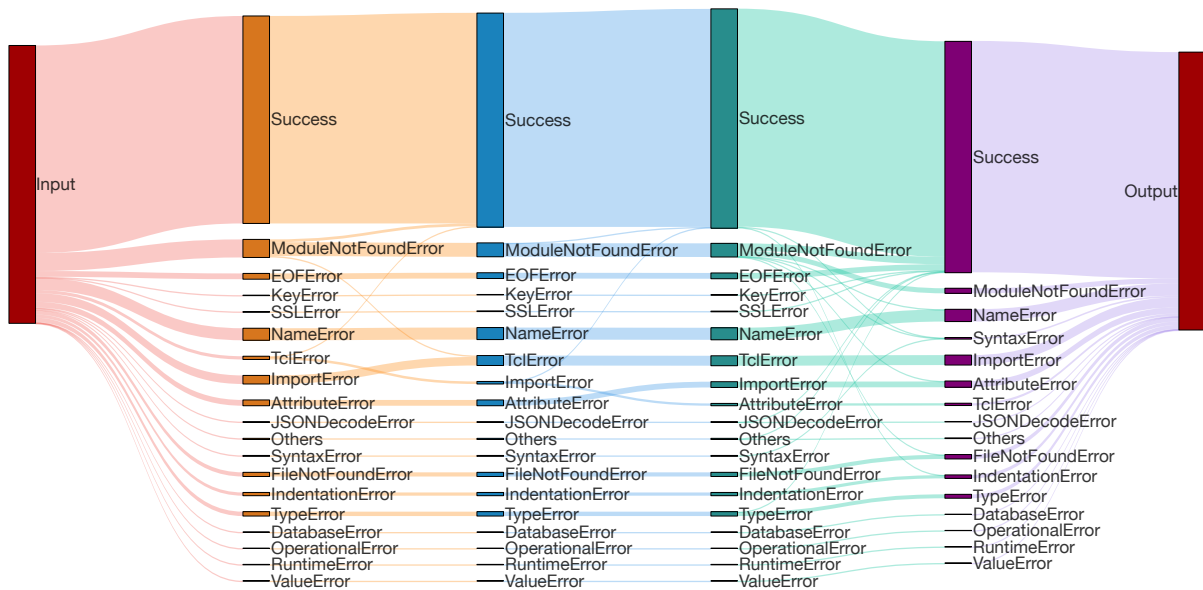 Input
Success
ModuleNotFoundError
EOFError
KeyError
SSLError
NameError
TclError
ImportError
AttributeError
JSONDecodeError
Others
SyntaxError
FileNotFoundError
IndentationError
TypeError
DatabaseError
OperationalError
RuntimeError
ValueError
Success
ModuleNotFoundError
EOFError
KeyError
SSLError
NameError
TclError
ImportError
AttributeError
JSONDecodeError
Others
SyntaxError
FileNotFoundError
IndentationError
TypeError
DatabaseError
OperationalError
RuntimeError
ValueError
Success
ModuleNotFoundError
EOFError
KeyError
SSLError
NameError
TclError
ImportError
AttributeError
JSONDecodeError
Others
SyntaxError
FileNotFoundError
IndentationError
TypeError
DatabaseError
OperationalError
RuntimeError
ValueError
Success
ModuleNotFoundError
NameError
SyntaxError
ImportError
AttributeError
TclError
JSONDecodeError
Others
FileNotFoundError
IndentationError
TypeError
DatabaseError
OperationalError
RuntimeError
ValueError
Output